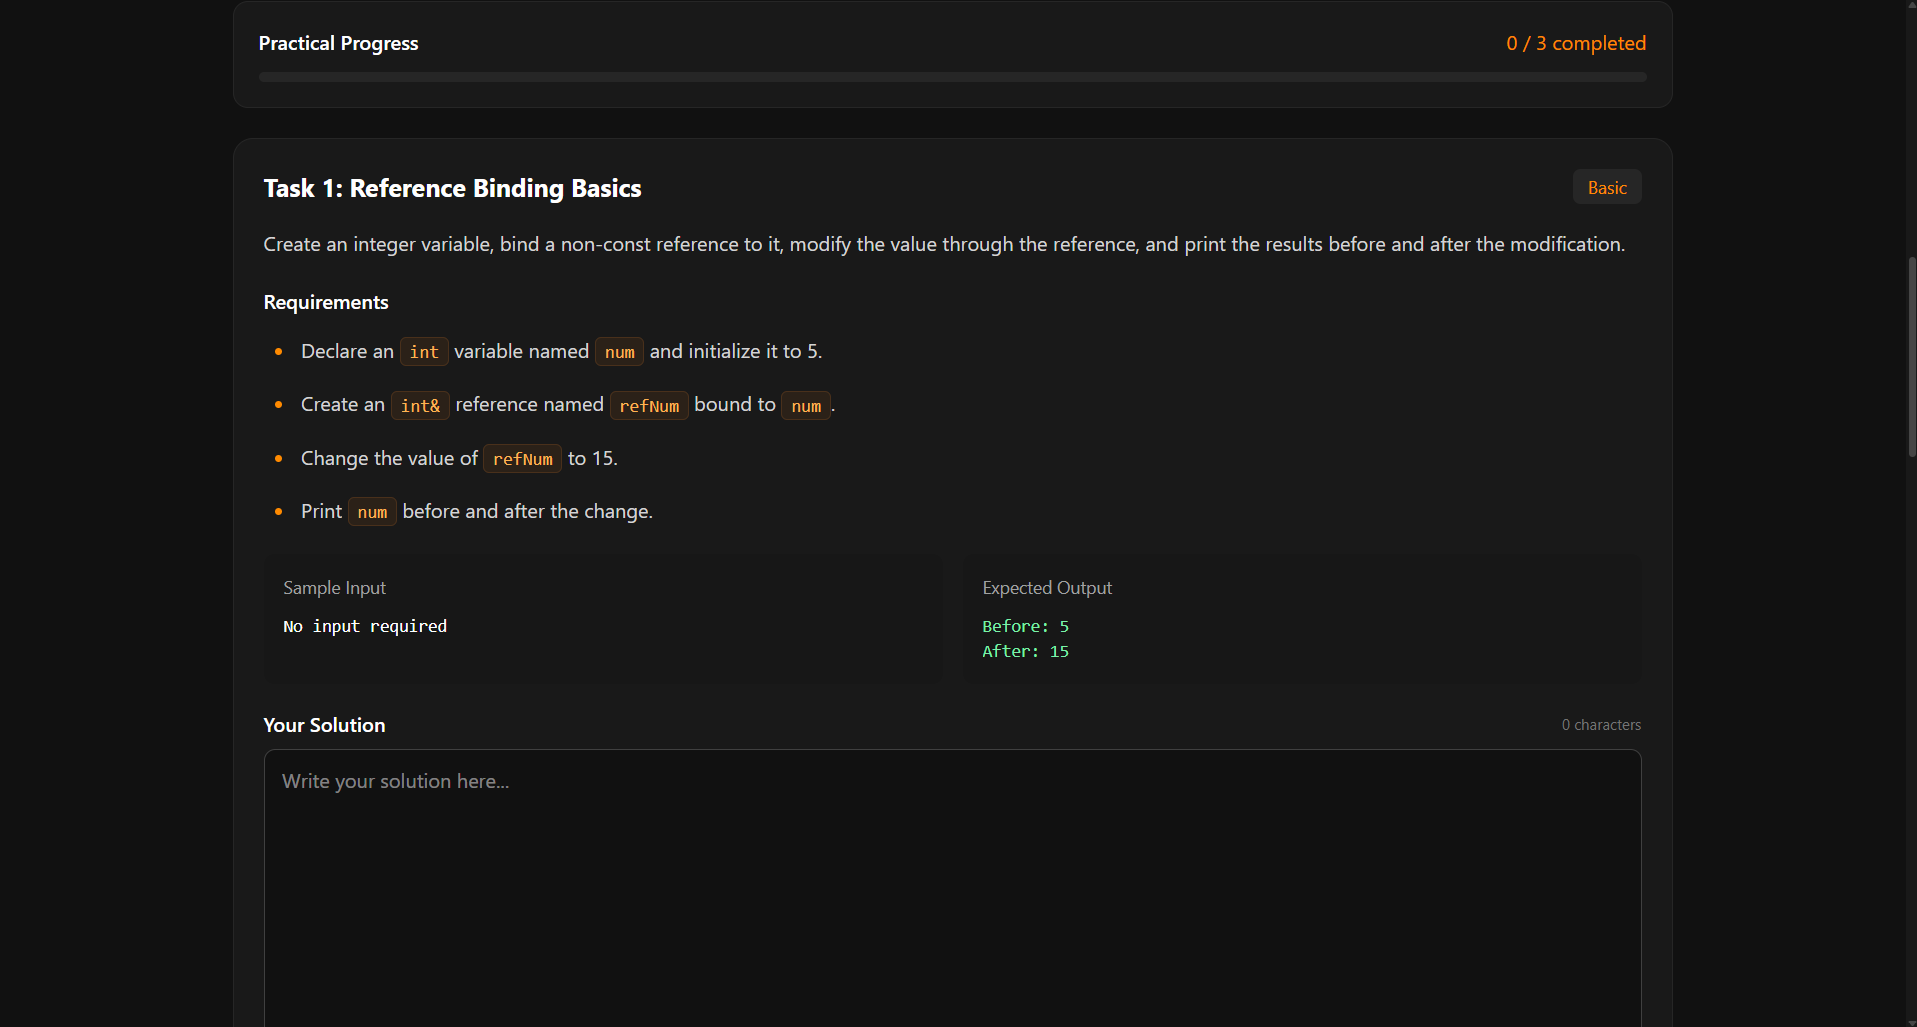 Practical Progress
0 / 3 completed
Task 1: Reference Binding Basics
Basic
Create an integer variable, bind a non-const reference to it, modify the value through the reference, and print the results before and after the modification.
Requirements
Declare an int variable named num and initialize it to 5.
Create an int& reference named refNum bound to num.
Change the value of refNum to 15.
Print num before and after the change.
Sample Input
No input required
Expected Output
Before: 5
After: 15
Your Solution
0 characters
Write your solution here...